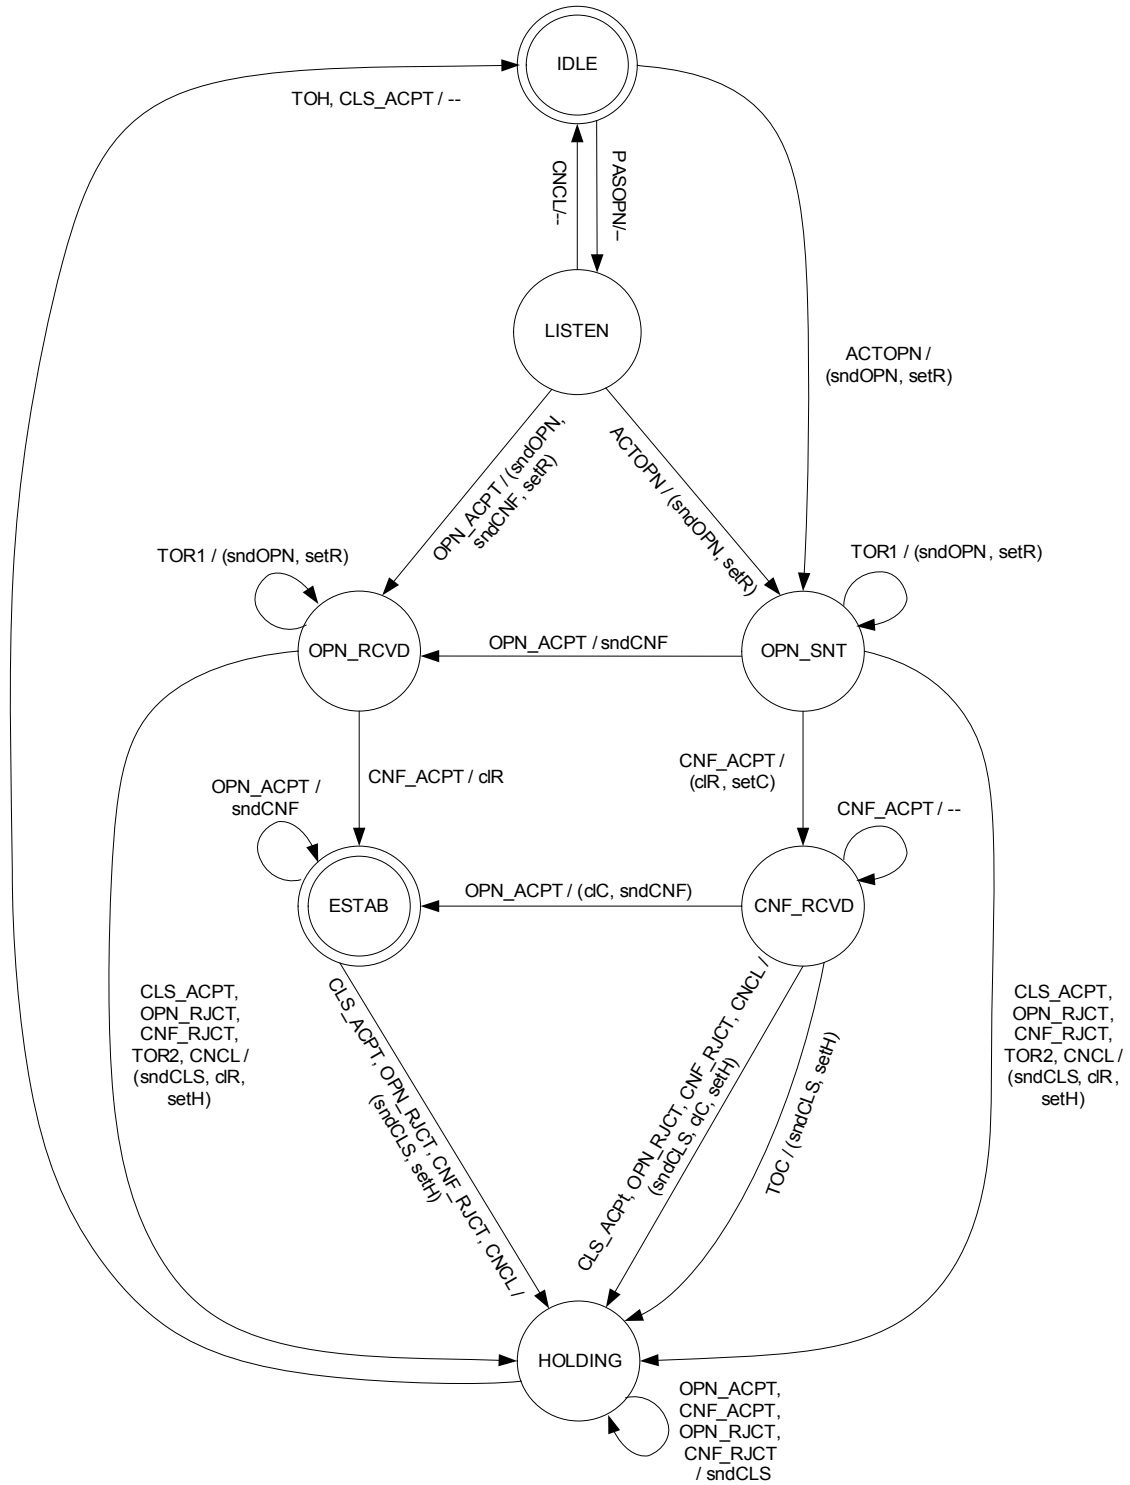 IDLE
TOH, CLS_ACPT / --
CNCL/--
PASOPN/–
LISTEN
ACTOPN /
(sndOPN, setR)
OPN_ACPT / (sndOPN,
sndCNF, setR)
ACTOPN / (sndOPN, setR)
TOR1 / (sndOPN, setR)
TOR1 / (sndOPN, setR)
OPN_RCVD
OPN_ACPT / sndCNF
OPN_SNT
CNF_ACPT / clR
CNF_ACPT /
(clR, setC)
OPN_ACPT /
sndCNF
CNF_ACPT / --
ESTAB
OPN_ACPT / (clC, sndCNF)
CNF_RCVD
CLS_ACPT,
OPN_RJCT,
CNF_RJCT,
TOR2, CNCL /
(sndCLS, clR,
setH)
CLS_ACPT, OPN_RJCT, CNF_RJCT, CNCL /
(sndCLS, setH)
CLS_ACPt, OPN_RJCT, CNF_RJCT, CNCL /
(sndCLS, clC, setH)
TOC / (sndCLS, setH)
CLS_ACPT,
OPN_RJCT,
CNF_RJCT,
TOR2, CNCL /
(sndCLS, clR,
setH)
HOLDING
OPN_ACPT,
CNF_ACPT,
OPN_RJCT,
CNF_RJCT
/ sndCLS